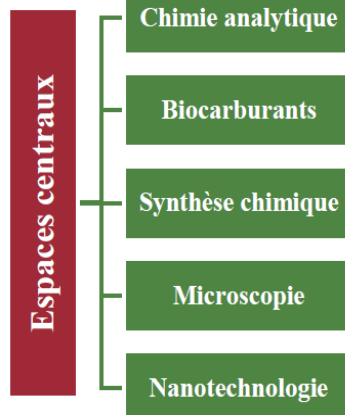 Espaces centraux
Chimie analytique
Biocarburants
Synthèse chimique
Microscopie
Nanotechnologie